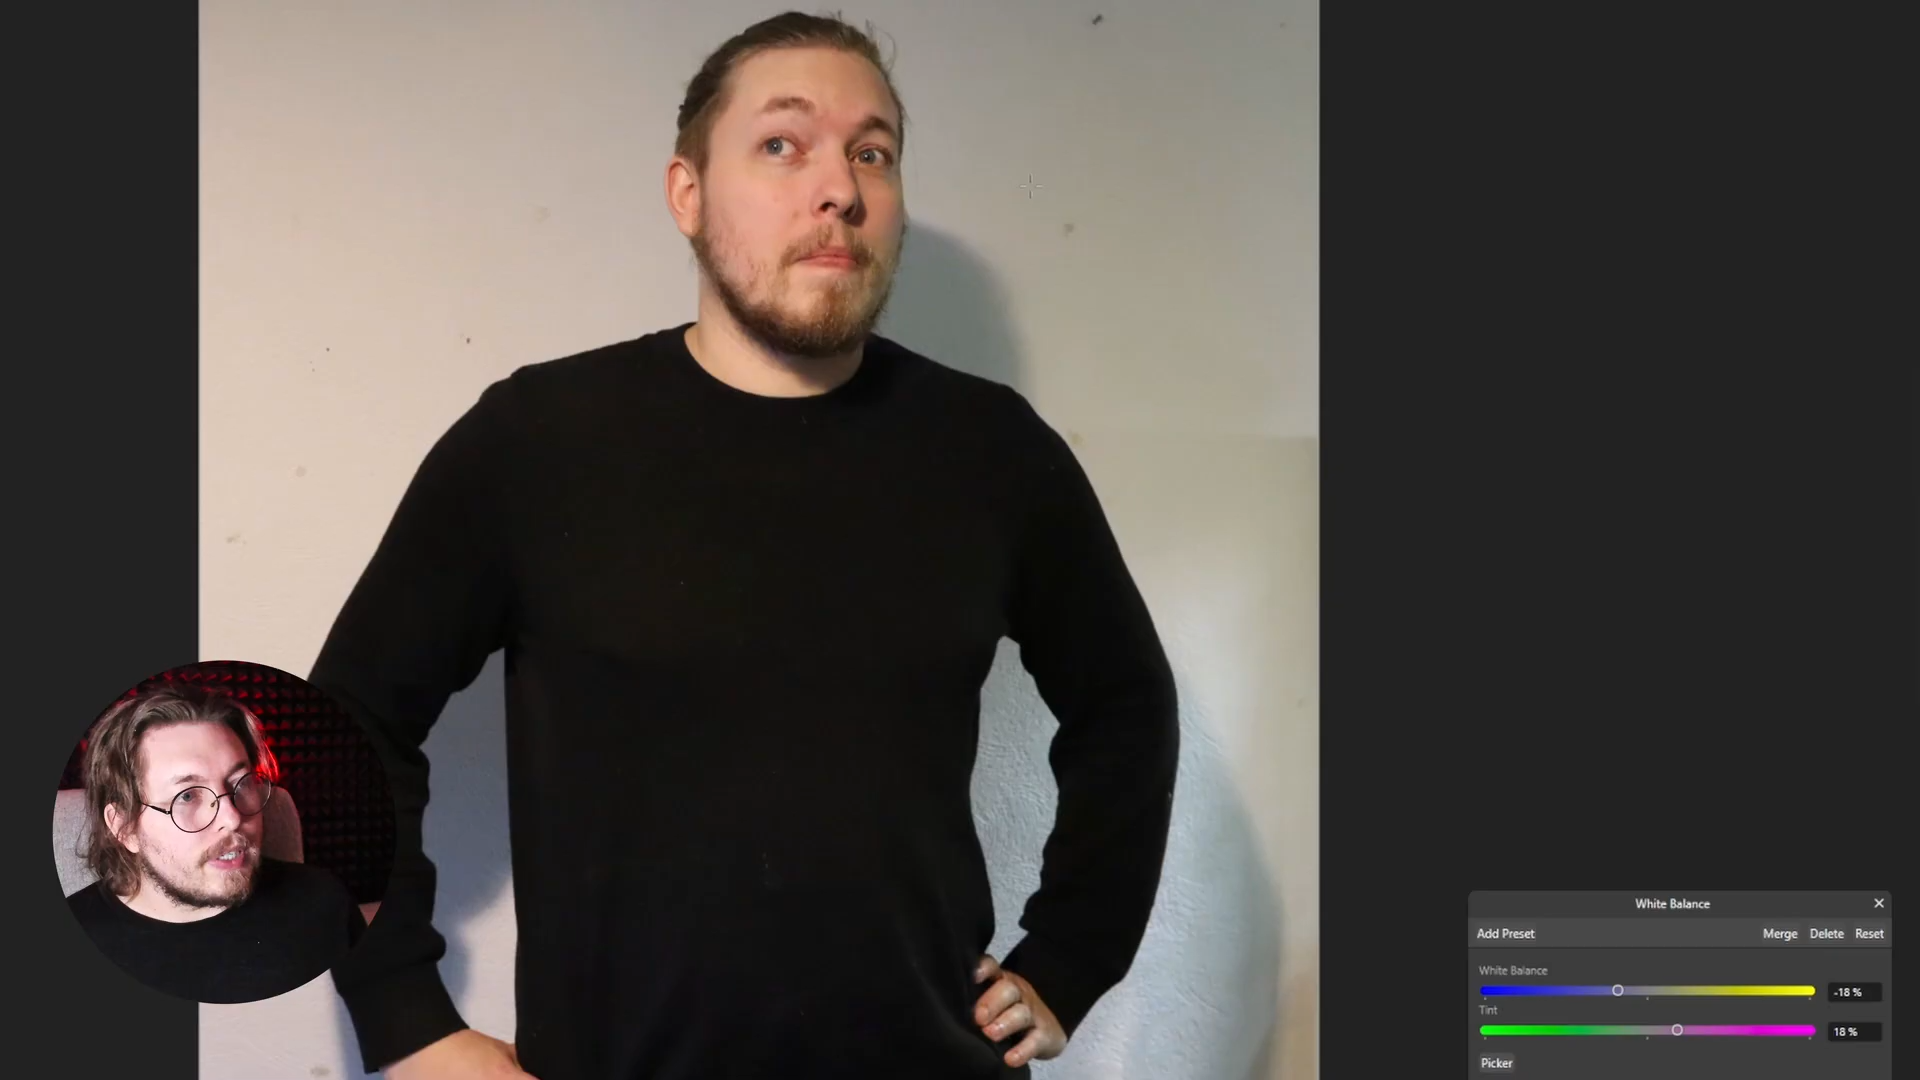 White Balance
Add Preset Merge Delete Reset
White Balance
-18 %
Tint
18 %
Picker